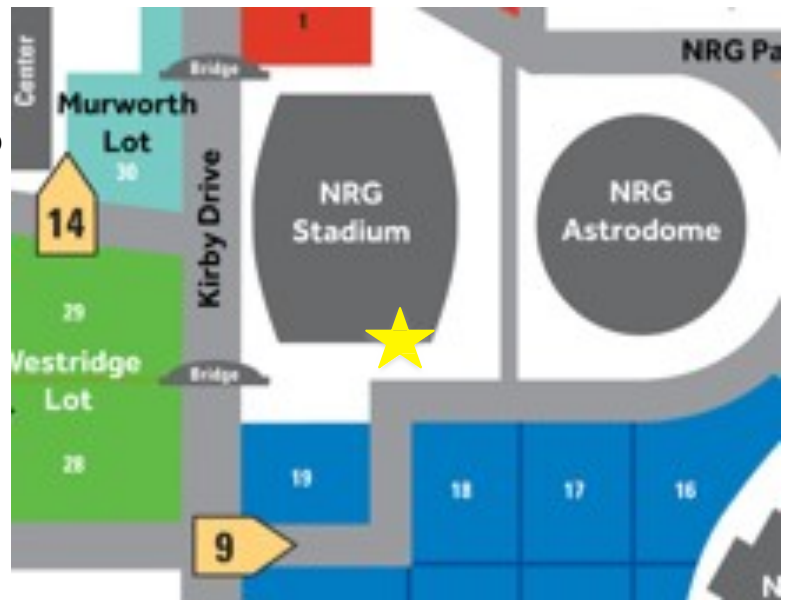 1
NRG Pa
Center
Bridge
Murworth
Lot
30
Kirby Drive
NRG
Stadium
NRG
Astrodome
14
29
Westridge
Lot
Bridge
28
19
18
17
16
9
N